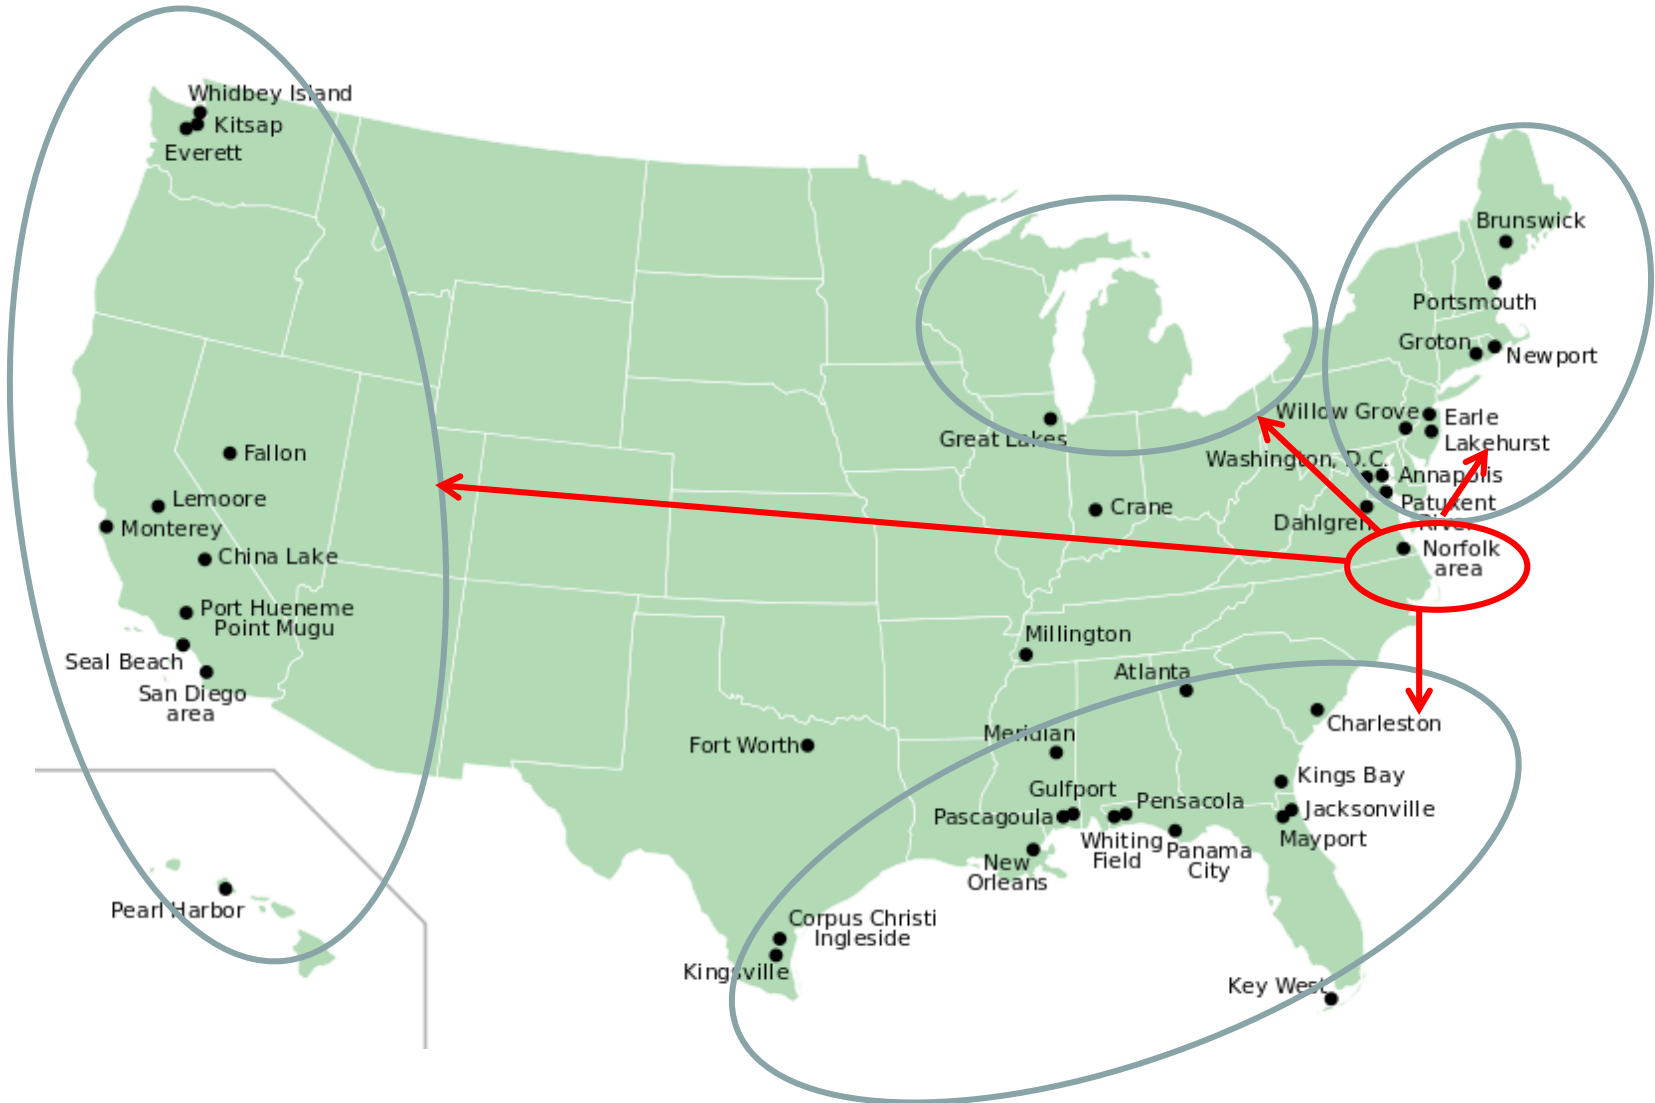 Whidbey Island
Kitsap
Everett
Brunswick
Portsmouth
Groton
Newport
Willow Grove
Earle
Lakehurst
Great Lakes
Washington, D.C.
Annapolis
Patuxent
River
Dahlgren
Crane
Norfolk
area
Fallon
Lemoore
Monterey
China Lake
Port Hueneme
Point Mugu
Seal Beach
San Diego
area
Millington
Atlanta
Charleston
Meridian
Fort Worth
Kings Bay
Gulfport
Pensacola
Jacksonville
Pascagoula
Mayport
Whiting
Field
Panama
City
New
Orleans
Pearl Harbor
Corpus Christi
Ingleside
Kingsville
Key West